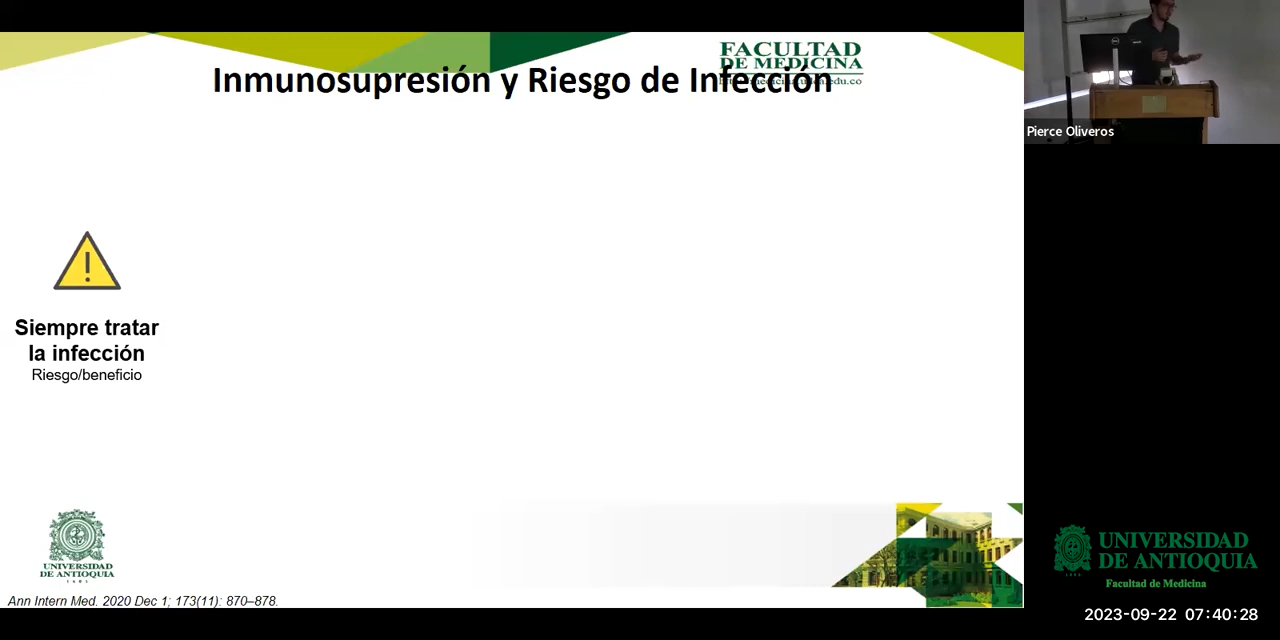 FACULTAD
DE MEDICINA
Inmunosupresión y Riesgo de Infección
Siempre tratar
la infección
Riesgo/beneficio
UNIVERSIDAD
DE ANTIOQUIA
Ann Intern Med. 2020 Dec 1; 173(11): 870–878.
Pierce Oliveros
UNIVERSIDAD
DE ANTIOQUIA
Facultad de Medicina
2023-09-22 07:40:28